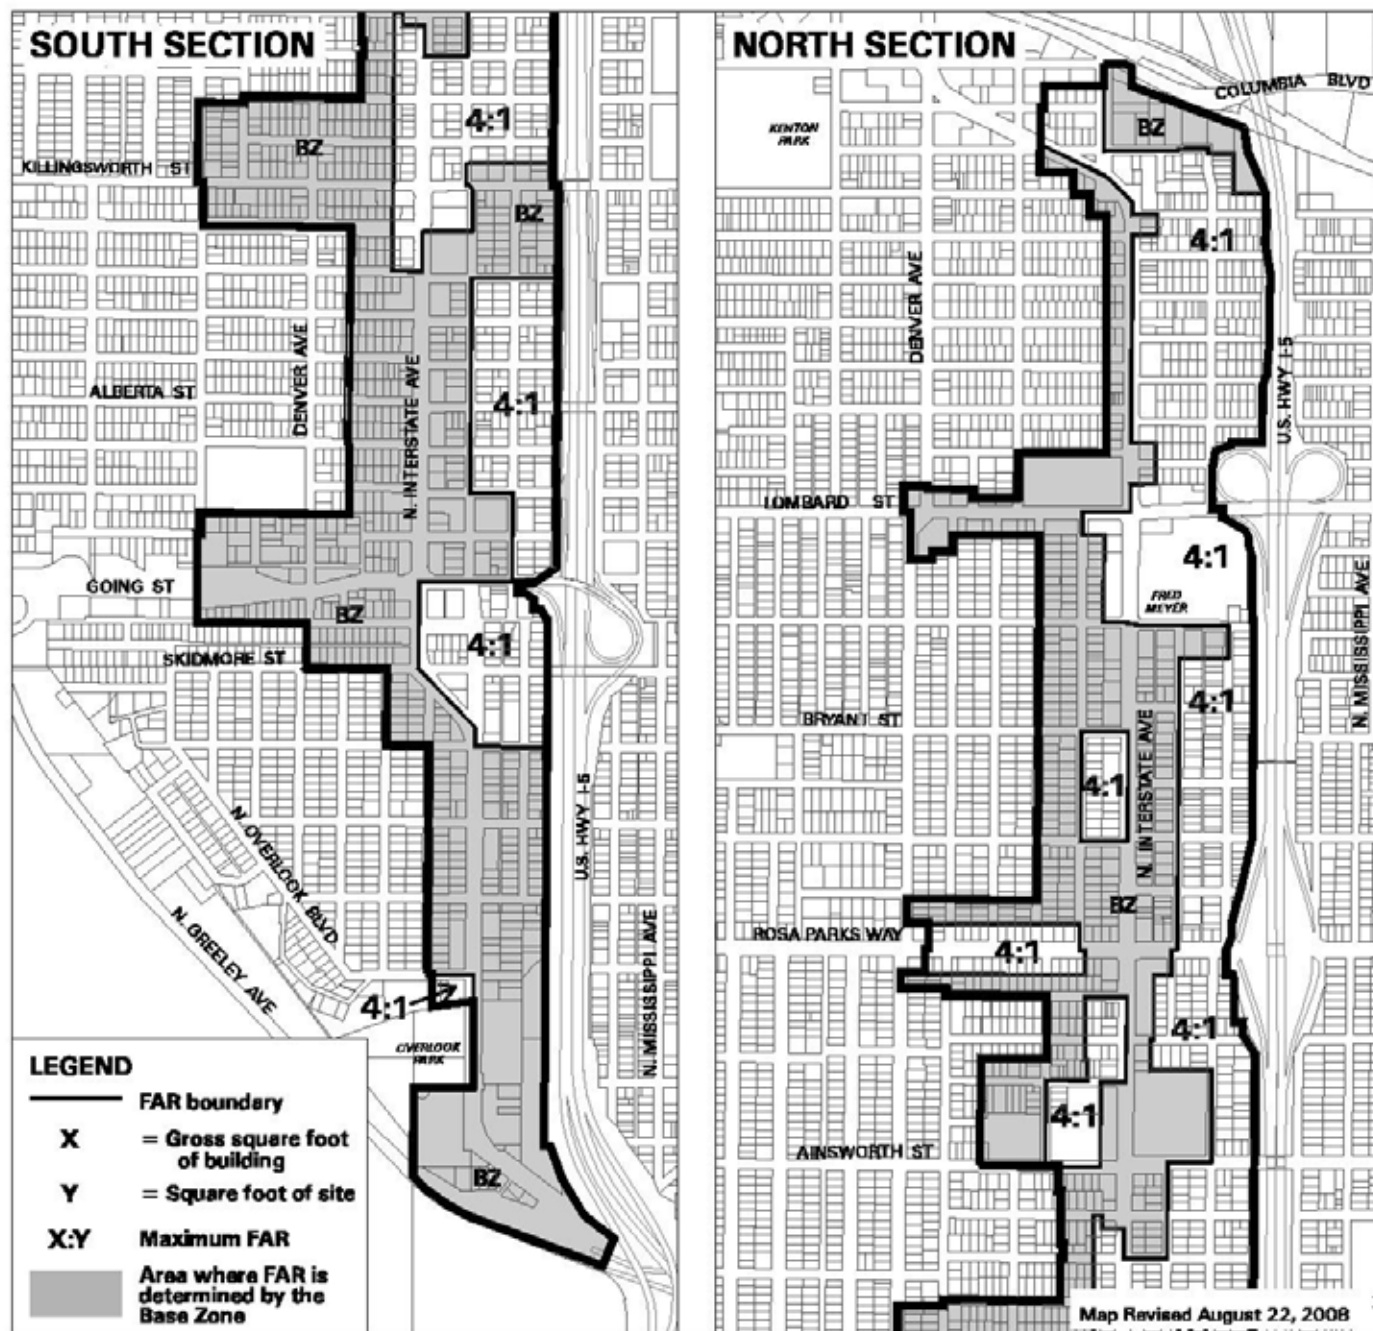 SOUTH SECTION
4:1
BZ
KILLINGSWORTH ST
BZ
DENVER AVE
N. INTERSTATE AVE
ALBERTA ST
4:1
GOING ST
BZ
4:1
SKIDMORE ST
U.S. HWY I-5
N. OVERLOOK BLVD
N. GREELEY AVE
N. MISSISSIPPI AVE
4:1
OVERLOOK
PARK
BZ
LEGEND
FAR boundary
X = Gross square foot
of building
Y = Square foot of site
X:Y Maximum FAR
Area where FAR is
determined by the
Base Zone
NORTH SECTION
COLUMBIA BLVD
KENTON
PARK
BZ
4:1
DENVER AVE
U.S. HWY I-5
LOMBARD ST
4:1
FRED
MEYER
N. MISSISSIPPI AVE
4:1
BRYANT ST
N. INTERSTATE AVE
4:1
BZ
ROSA PARKS WAY
4:1
4:1
4:1
AINSWORTH ST
Map Revised August 22, 2008